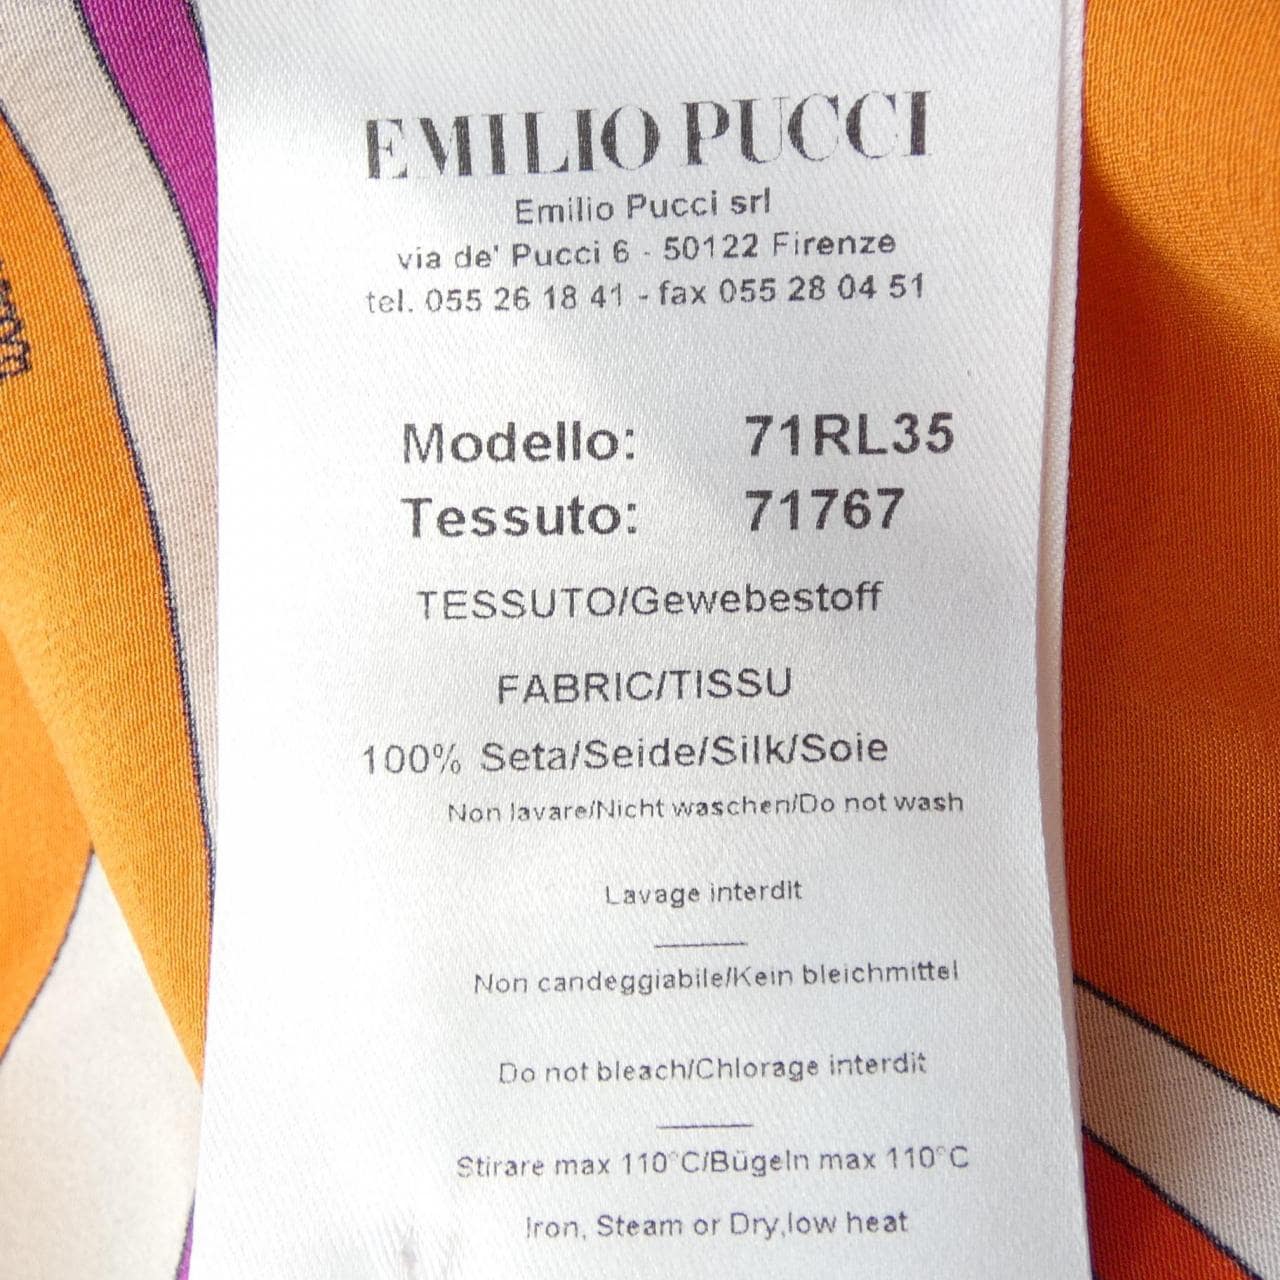 EMILIO PUCCI
Emilio Pucci srl
via de' Pucci 6 - 50122 Firenze
tel. 055 26 18 41 - fax 055 28 04 51
Modello: 71RL35
Tessuto: 71767
TESSUTO/Gewebestoff
FABRIC/TISSU
100% Seta/Seide/Silk/Soie
Non lavare/Nicht waschen/Do not wash
Lavage interdit
Non candeggiabile/Kein bleichmittel
Do not bleach/Chlorage interdit
Stirare max 110°C/Bügeln max 110°C
Iron, Steam or Dry,low heat